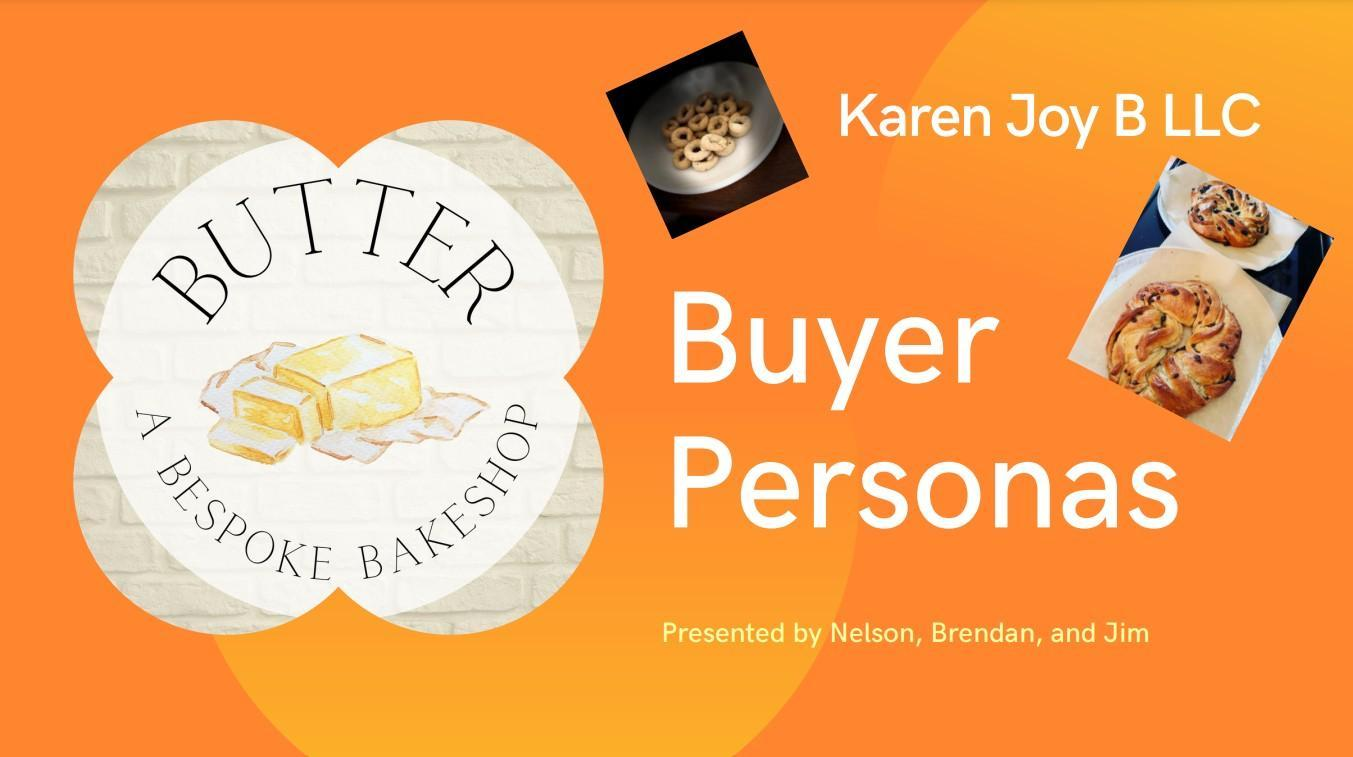 BUTTER
A BESPOKE BAKESHOP
Karen Joy B LLC
Buyer
Personas
Presented by Nelson, Brendan, and Jim